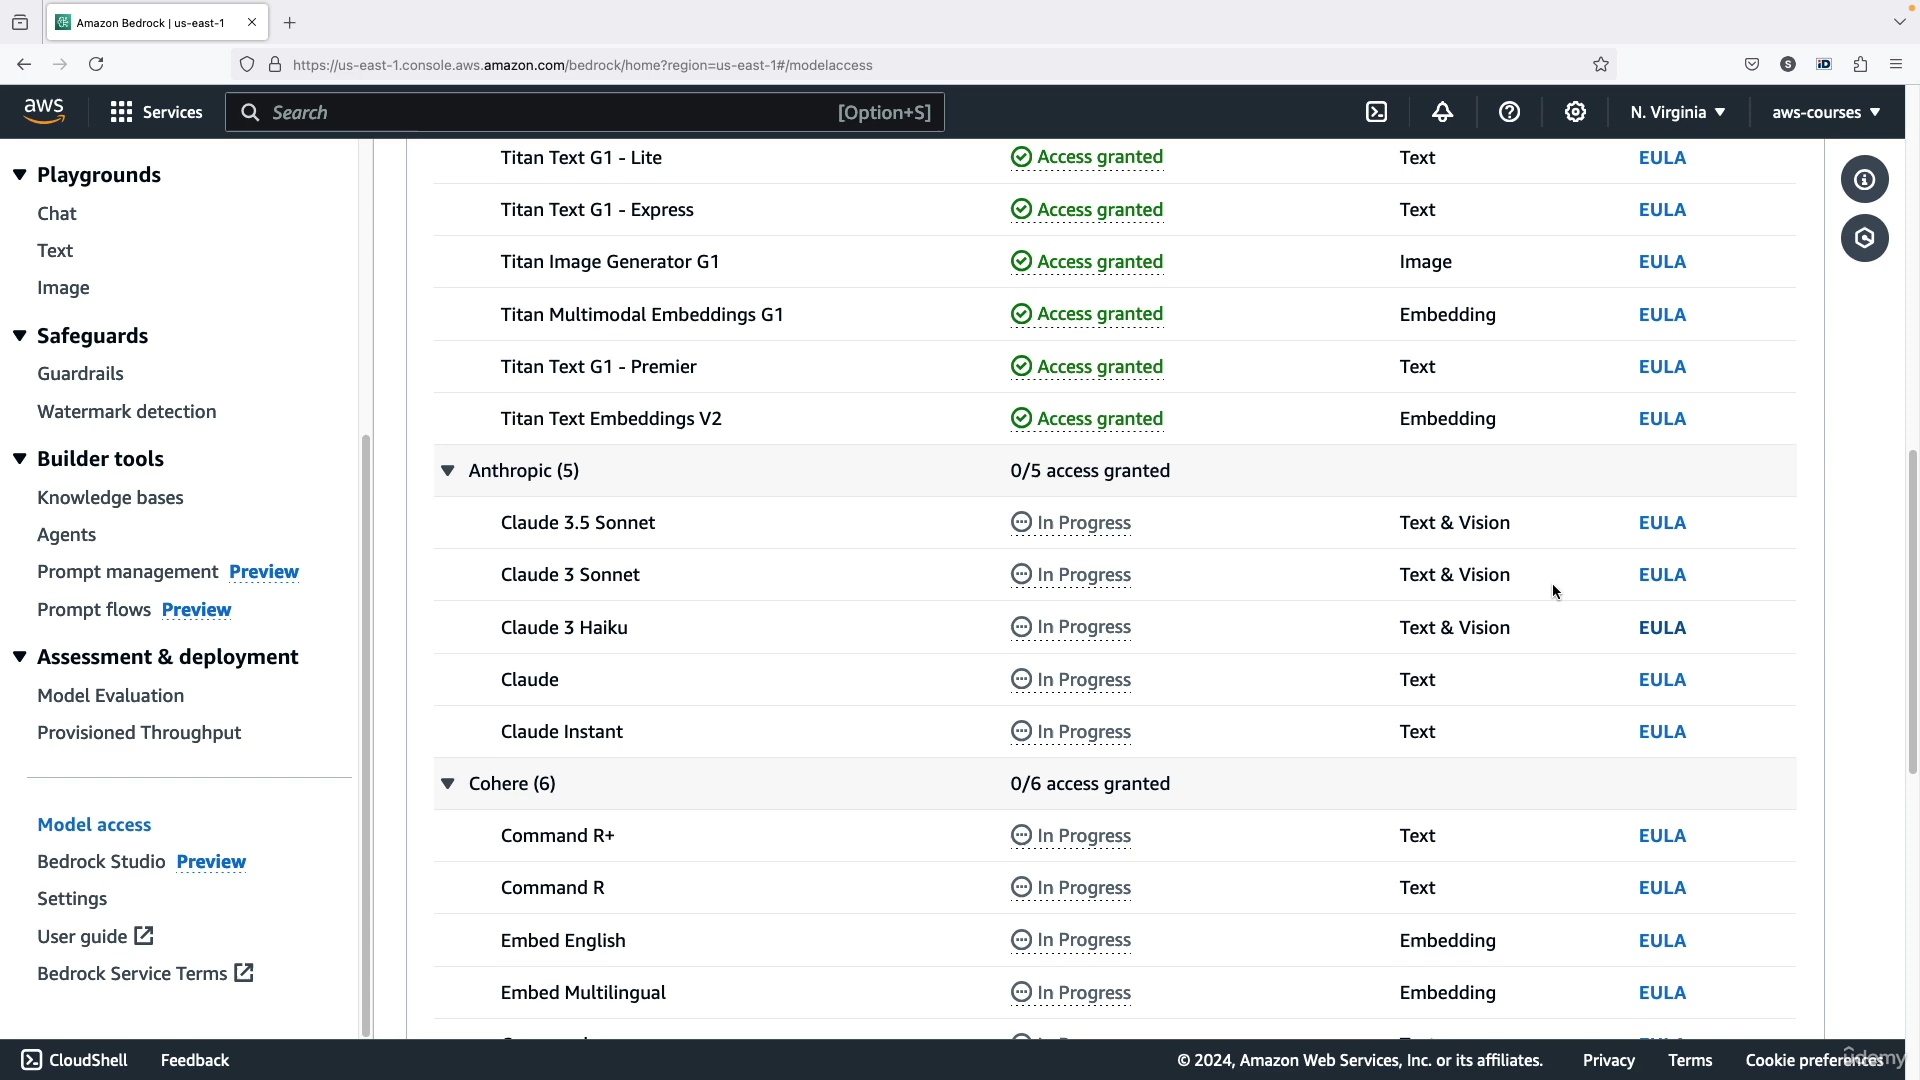 Amazon Bedrock | us-east-1
https://us-east-1.console.aws.amazon.com/bedrock/home?region=us-east-1#/modelaccess
S
iD
aws
Services
Search
[Option+S]
N. Virginia
aws-courses
Playgrounds
Chat
Text
Image
Safeguards
Guardrails
Watermark detection
Builder tools
Knowledge bases
Agents
Prompt management Preview
Prompt flows Preview
Assessment & deployment
Model Evaluation
Provisioned Throughput
Model access
Bedrock Studio Preview
Settings
User guide
Bedrock Service Terms
Titan Text G1 - Lite Access granted Text EULA
Titan Text G1 - Express Access granted Text EULA
Titan Image Generator G1 Access granted Image EULA
Titan Multimodal Embeddings G1 Access granted Embedding EULA
Titan Text G1 - Premier Access granted Text EULA
Titan Text Embeddings V2 Access granted Embedding EULA
Anthropic (5) 0/5 access granted
Claude 3.5 Sonnet In Progress Text & Vision EULA
Claude 3 Sonnet In Progress Text & Vision EULA
Claude 3 Haiku In Progress Text & Vision EULA
Claude In Progress Text EULA
Claude Instant In Progress Text EULA
Cohere (6) 0/6 access granted
Command R+ In Progress Text EULA
Command R In Progress Text EULA
Embed English In Progress Embedding EULA
Embed Multilingual In Progress Embedding EULA
CloudShell Feedback © 2024, Amazon Web Services, Inc. or its affiliates. Privacy Terms Cookie preferences
udemy